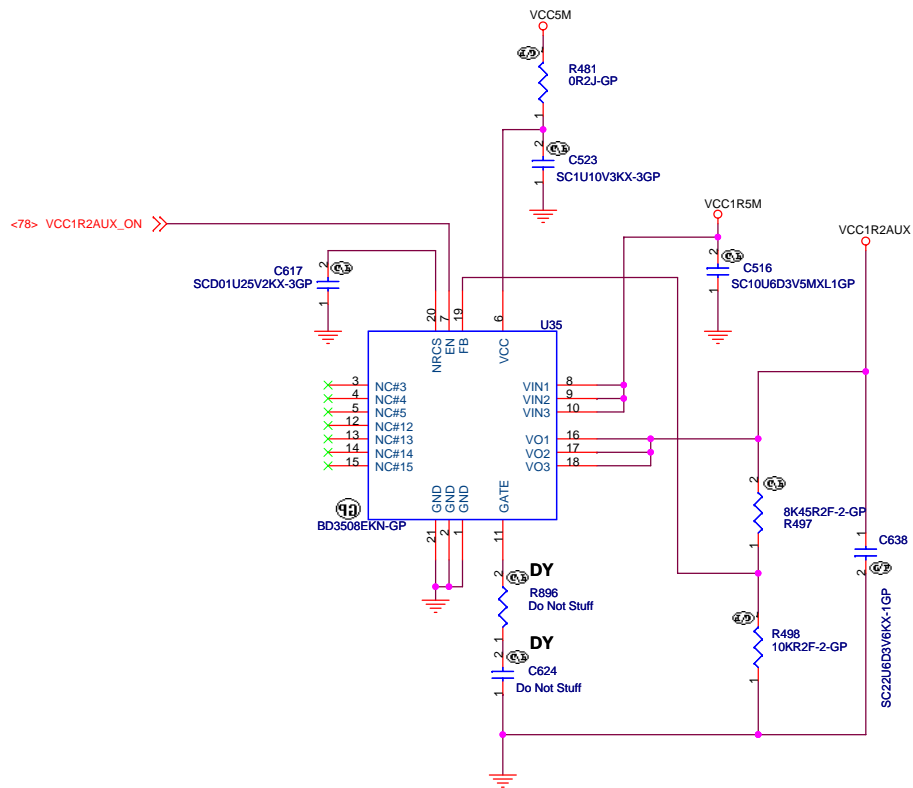 VCC5M
R481
0R2J-GP
1
2
C523
SC1U10V3KX-3GP
1
<78> VCC1R2AUX_ON
VCC1R5M
2
C516
SC10U6D3V5MXL1GP
1
VCC1R2AUX
2
C617
SCD01U25V2KX-3GP
1
20
7
19
6
U35
NRCS
EN
FB
VCC
3 NC#3
4 NC#4
5 NC#5
12 NC#12
13 NC#13
14 NC#14
15 NC#15
VIN1 8
VIN2 9
VIN3 10
VO1 16
VO2 17
VO3 18
GND
GND
GND
GATE
GP
BD3508EKN-GP
21
2
1
11
2
DY
R896
Do Not Stuff
1
2
DY
C624
Do Not Stuff
1
2
8K45R2F-2-GP
R497
1
R498
10KR2F-2-GP
1
1
C638
2
SC22U6D3V6KX-1GP